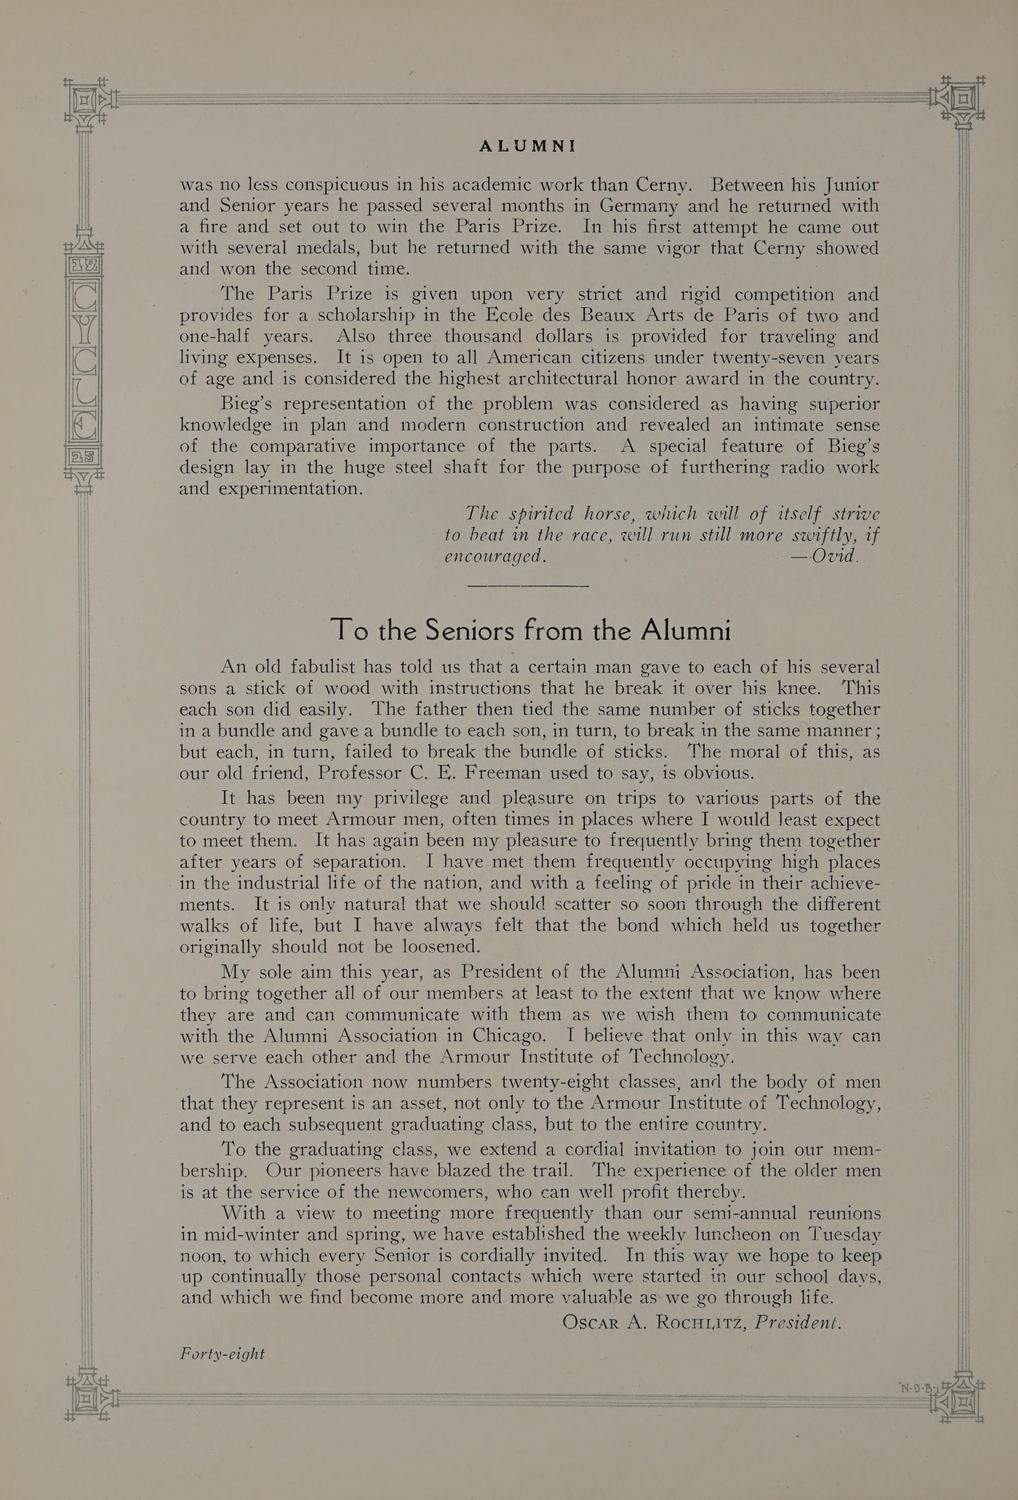 ALUMNI
was no less conspicuous in his academic work than Cerny. Between his Junior
and Senior years he passed several months in Germany and he returned with
a fire and set out to win the Paris Prize. In his first attempt he came out
with several medals, but he returned with the same vigor that Cerny showed
and won the second time.
The Paris Prize is given upon very strict and rigid competition and
provides for a scholarship in the Ecole des Beaux Arts de Paris of two and
one-half years. Also three thousand dollars is provided for traveling and
living expenses. It is open to all American citizens under twenty-seven years
of age and is considered the highest architectural honor award in the country.
Bieg's representation of the problem was considered as having superior
knowledge in plan and modern construction and revealed an intimate sense
of the comparative importance of the parts. A special feature of Bieg's
design lay in the huge steel shaft for the purpose of furthering radio work
and experimentation.
The spirited horse, which will of itself strive
to beat in the race, will run still more swiftly, if
encouraged. —Ovid.
To the Seniors from the Alumni
An old fabulist has told us that a certain man gave to each of his several
sons a stick of wood with instructions that he break it over his knee. This
each son did easily. The father then tied the same number of sticks together
in a bundle and gave a bundle to each son, in turn, to break in the same manner;
but each, in turn, failed to break the bundle of sticks. The moral of this, as
our old friend, Professor C. E. Freeman used to say, is obvious.
It has been my privilege and pleasure on trips to various parts of the
country to meet Armour men, often times in places where I would least expect
to meet them. It has again been my pleasure to frequently bring them together
after years of separation. I have met them frequently occupying high places
in the industrial life of the nation, and with a feeling of pride in their achieve-
ments. It is only natural that we should scatter so soon through the different
walks of life, but I have always felt that the bond which held us together
originally should not be loosened.
My sole aim this year, as President of the Alumni Association, has been
to bring together all of our members at least to the extent that we know where
they are and can communicate with them as we wish them to communicate
with the Alumni Association in Chicago. I believe that only in this way can
we serve each other and the Armour Institute of Technology.
The Association now numbers twenty-eight classes, and the body of men
that they represent is an asset, not only to the Armour Institute of Technology,
and to each subsequent graduating class, but to the entire country.
To the graduating class, we extend a cordial invitation to join our mem-
bership. Our pioneers have blazed the trail. The experience of the older men
is at the service of the newcomers, who can well profit thereby.
With a view to meeting more frequently than our semi-annual reunions
in mid-winter and spring, we have established the weekly luncheon on Tuesday
noon, to which every Senior is cordially invited. In this way we hope to keep
up continually those personal contacts which were started in our school days,
and which we find become more and more valuable as we go through life.
Oscar A. Rochlitz, President.
Forty-eight
19
CYCLE
25
N-D-B